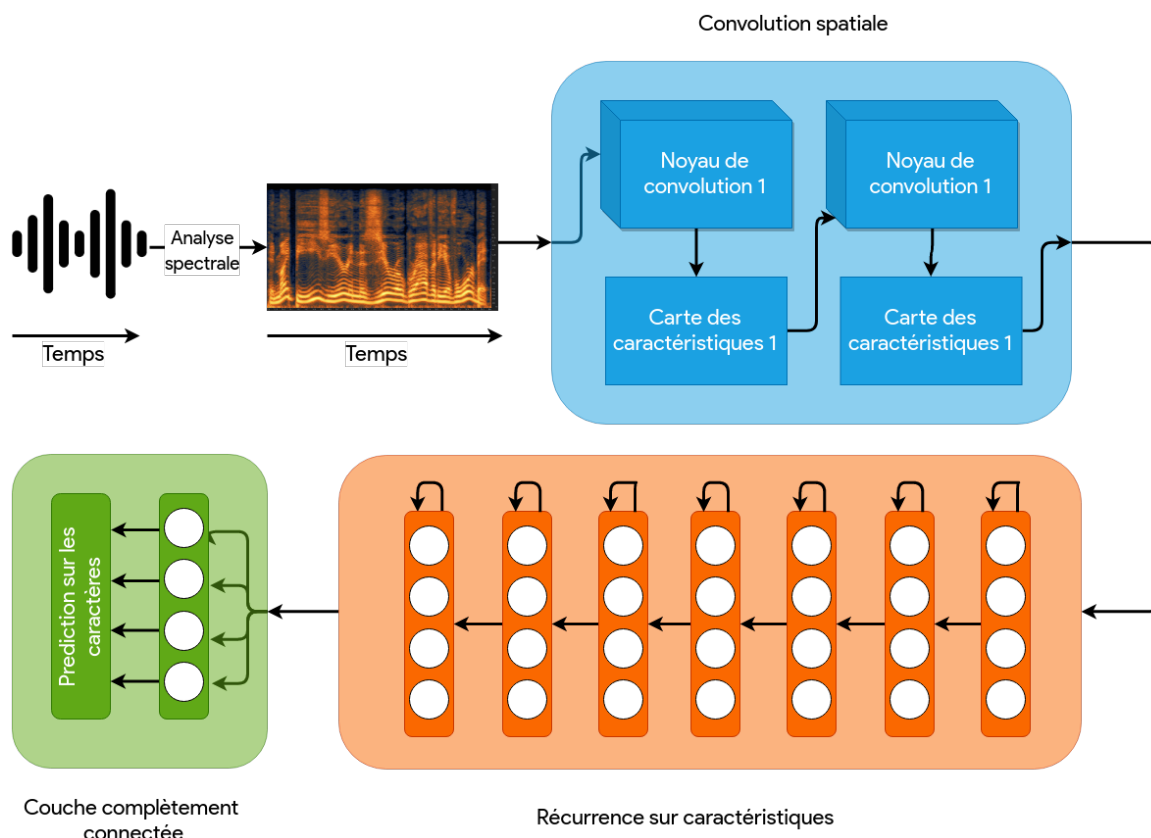 Convolution spatiale
Noyau de
convolution 1
Noyau de
convolution 1
Analyse
spectrale
Carte des
caractéristiques 1
Carte des
caractéristiques 1
Temps
Temps
Prediction sur les
caractères
Couche complètement
connectée
Récurrence sur caractéristiques